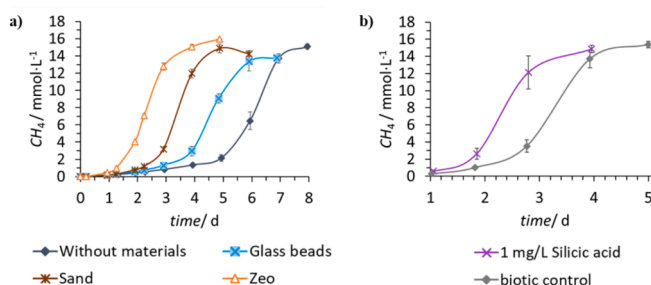 a)
CH₄ / mmol·L⁻¹
18
16
14
12
10
8
6
4
2
0
0 1 2 3 4 5 6 7 8
time/ d
Without materials
Glass beads
Sand
Zeo
b)
CH₄ / mmol·L⁻¹
18
16
14
12
10
8
6
4
2
0
1 2 3 4 5
time/ d
1 mg/L Silicic acid
biotic control